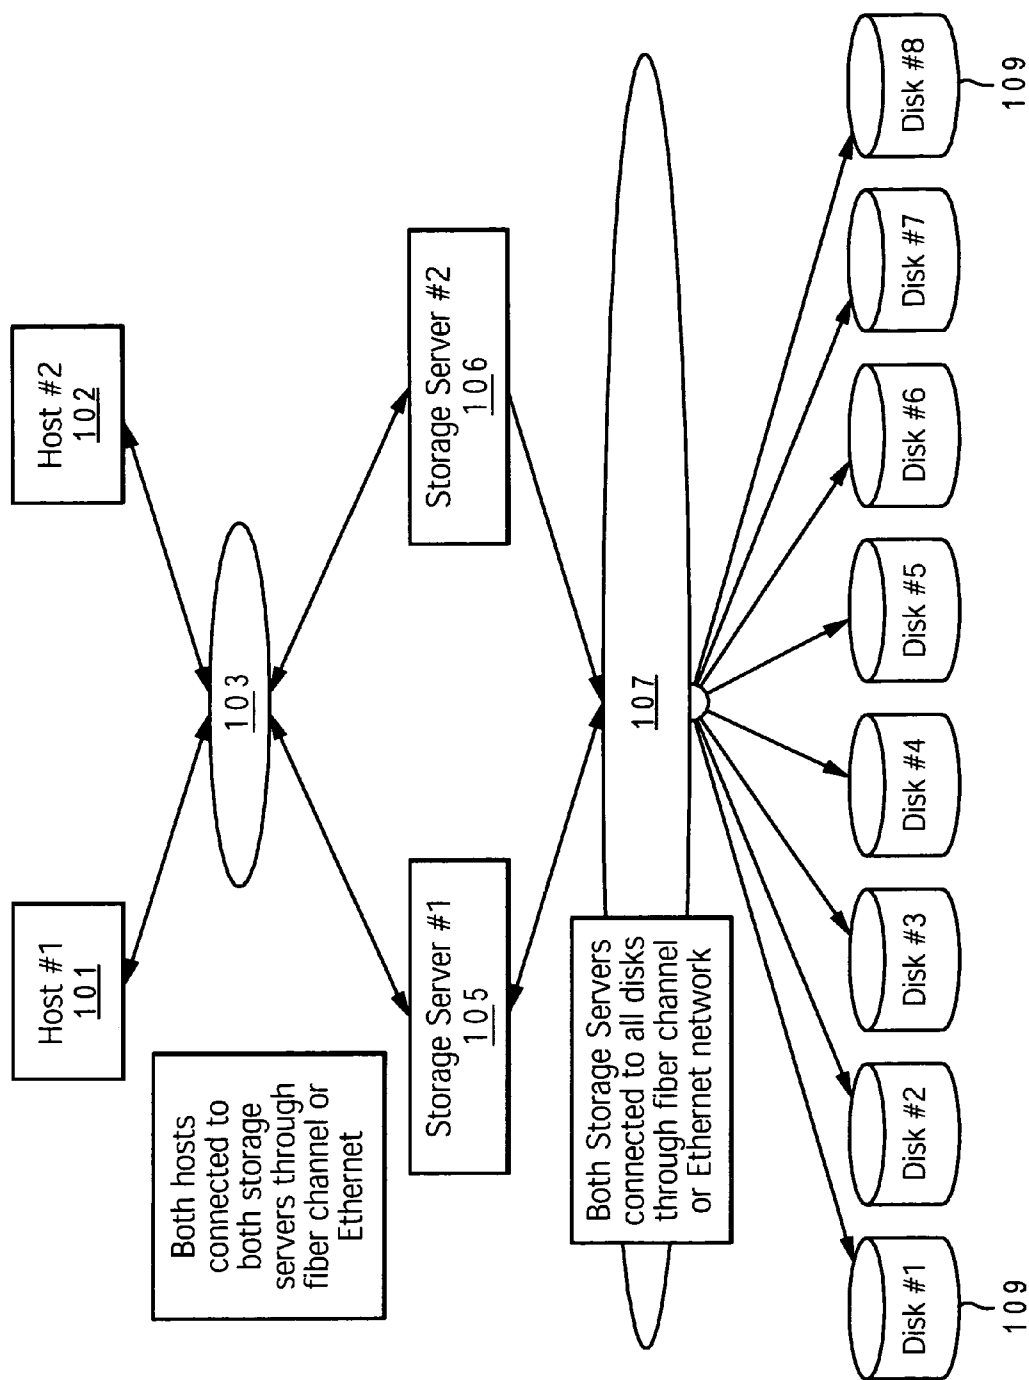 Host #1
101
Host #2
102
Both hosts
connected to
both storage
servers through
fiber channel or
Ethernet
103
Storage Server #1
105
Storage Server #2
106
Both Storage Servers
connected to all disks
through fiber channel
or Ethernet network
107
Disk #1
Disk #2
Disk #3
Disk #4
Disk #5
Disk #6
Disk #7
Disk #8
109
109